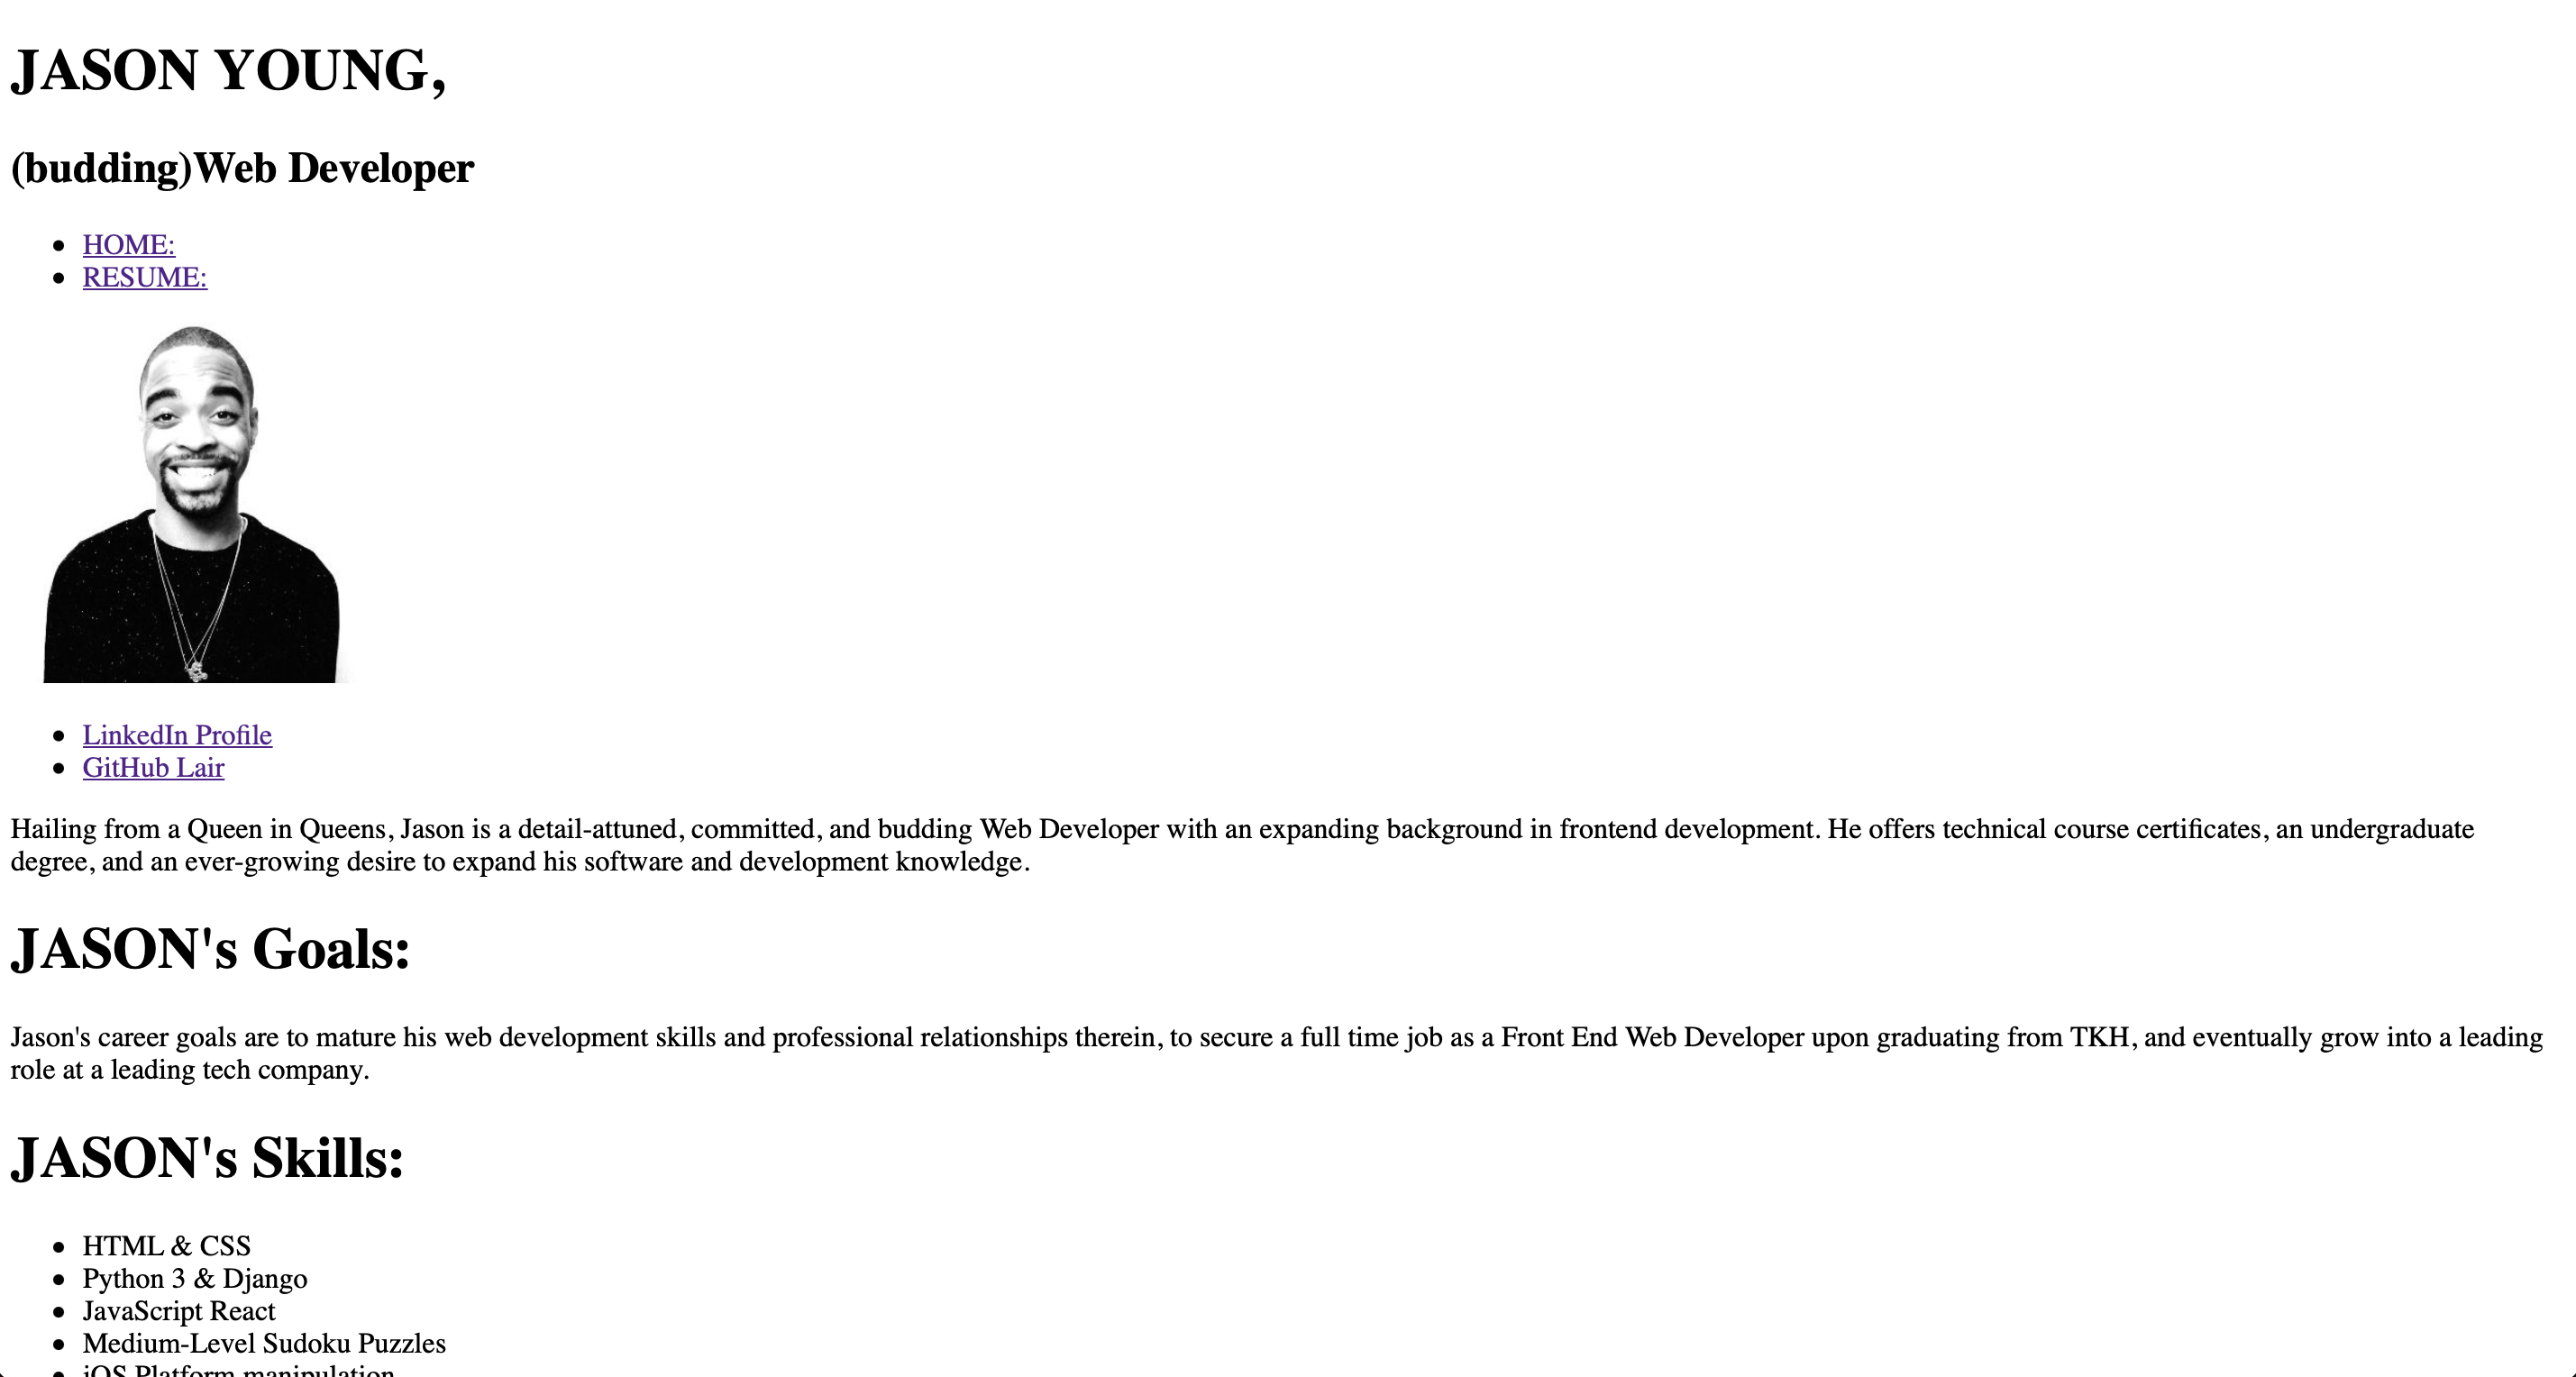 JASON YOUNG,
(budding)Web Developer
HOME:
RESUME:
LinkedIn Profile
GitHub Lair
Hailing from a Queen in Queens, Jason is a detail-attuned, committed, and budding Web Developer with an expanding background in frontend development. He offers technical course certificates, an undergraduate
degree, and an ever-growing desire to expand his software and development knowledge.
JASON's Goals:
Jason's career goals are to mature his web development skills and professional relationships therein, to secure a full time job as a Front End Web Developer upon graduating from TKH, and eventually grow into a leading
role at a leading tech company.
JASON's Skills:
HTML & CSS
Python 3 & Django
JavaScript React
Medium-Level Sudoku Puzzles
iOS Platform manipulation